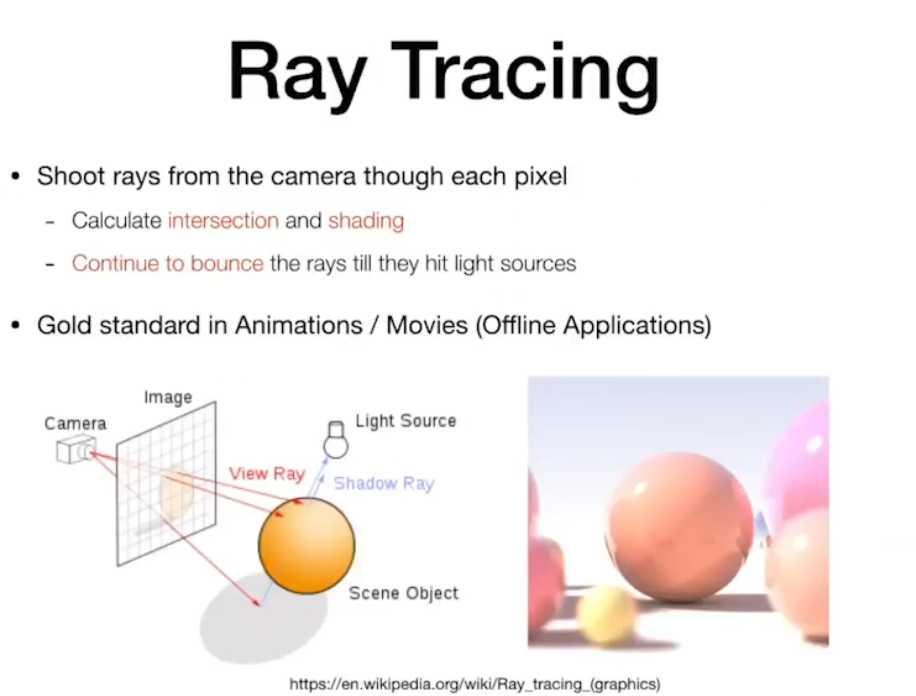 Ray Tracing
• Shoot rays from the camera though each pixel
- Calculate intersection and shading
- Continue to bounce the rays till they hit light sources
• Gold standard in Animations / Movies (Offline Applications)
Image
Camera
Light Source
View Ray
Shadow Ray
Scene Object
https://en.wikipedia.org/wiki/Ray_tracing_(graphics)